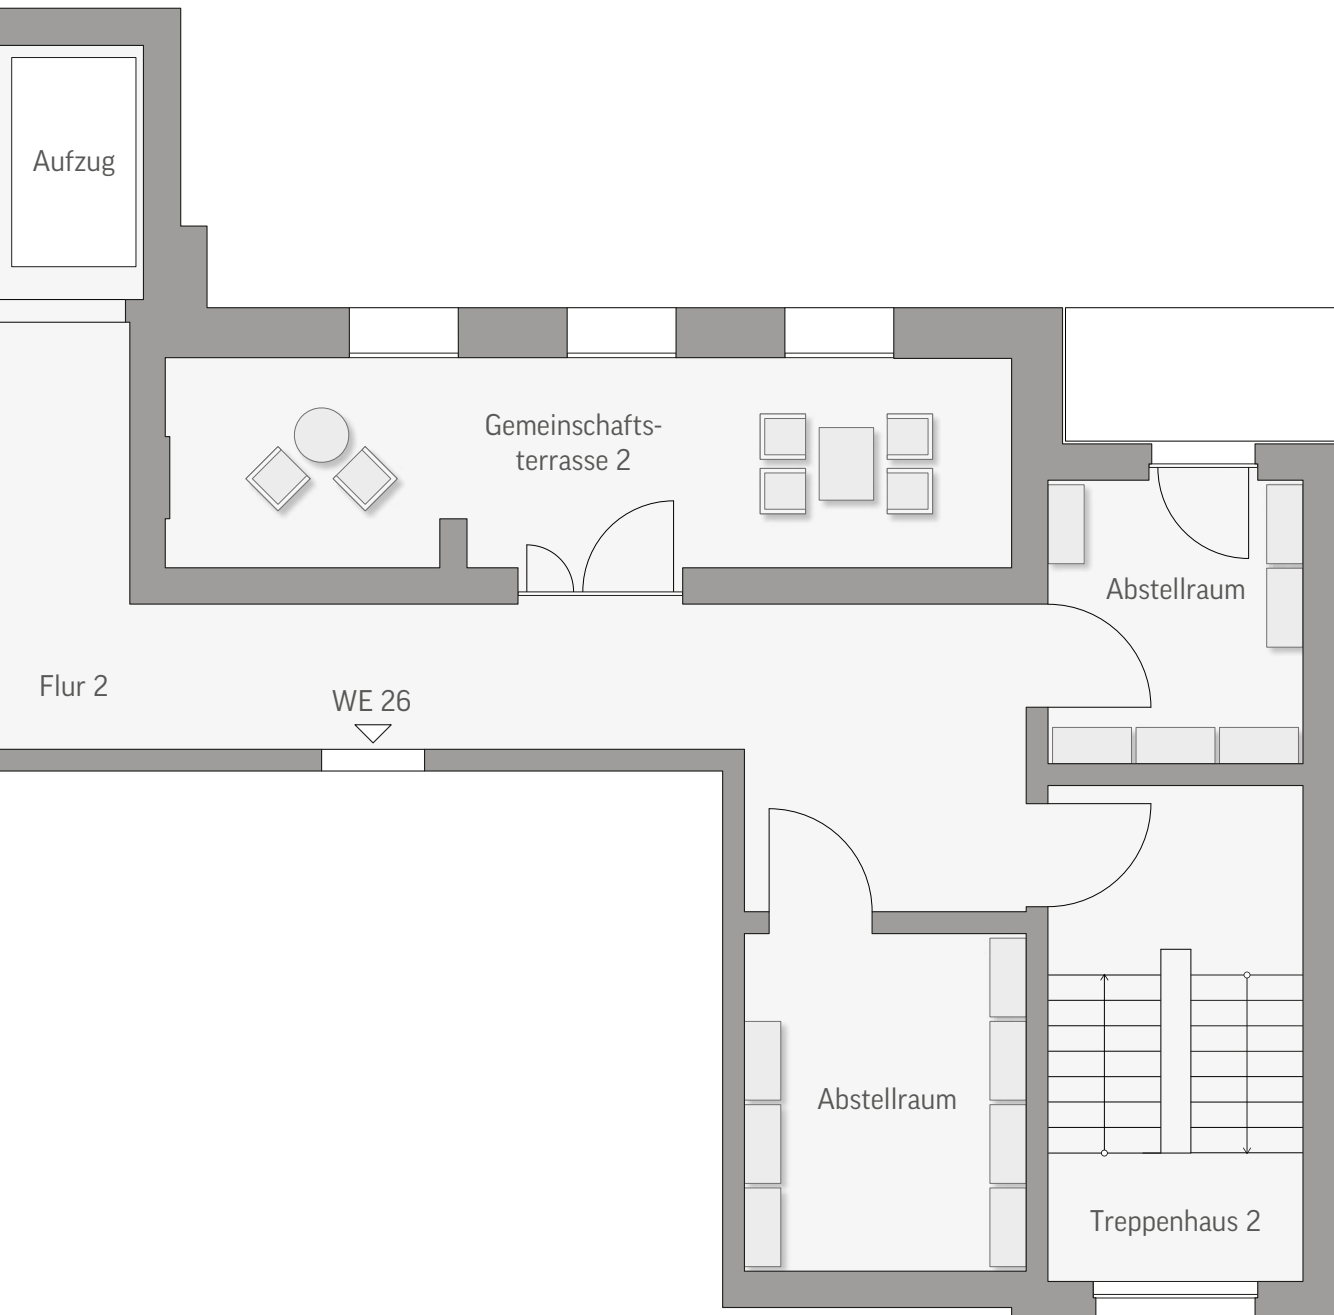 Aufzug
Gemeinschafts-
terrasse 2
Abstellraum
Flur 2
WE 26
Abstellraum
Treppenhaus 2